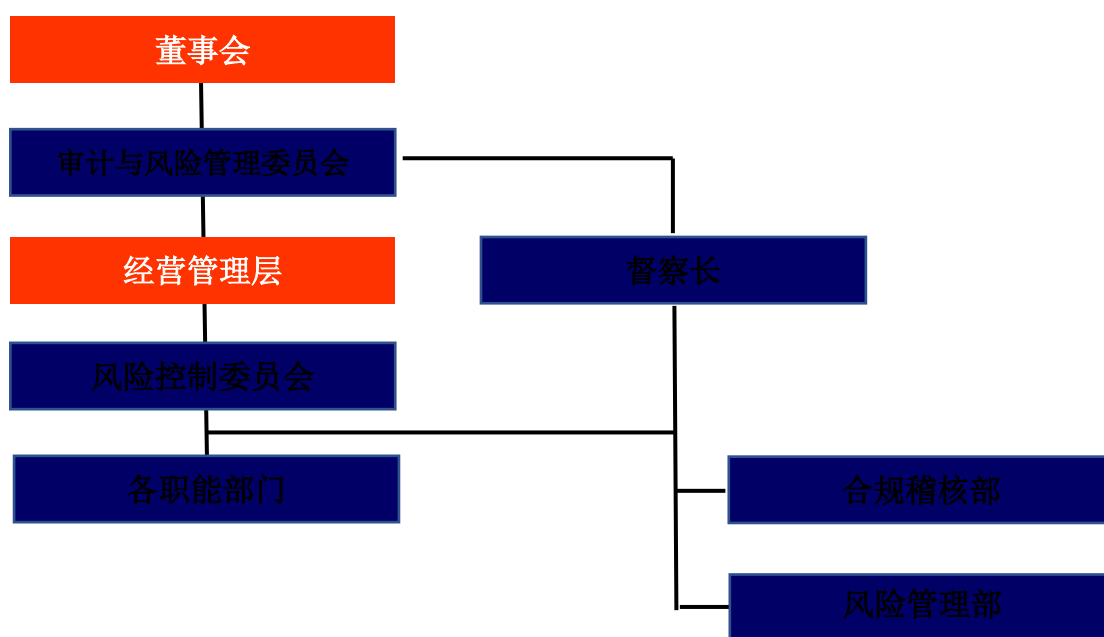 董事会
审计与风险管理委员会
经营管理层
督察长
风险控制委员会
各职能部门
合规稽核部
风险管理部